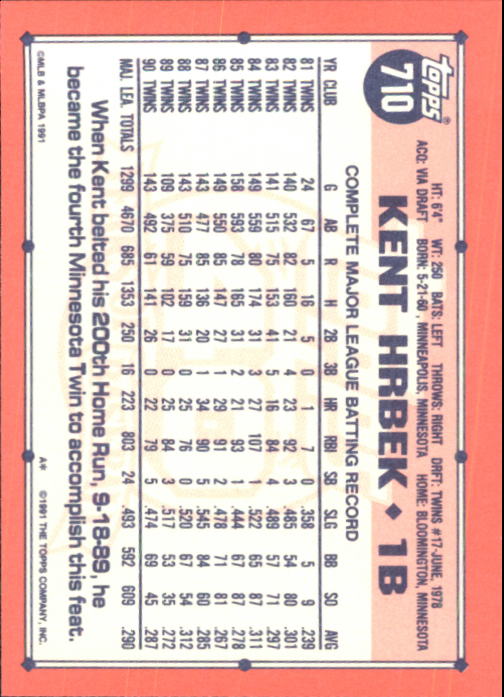 topps®
710
HT: 6'4" WT: 250 BATS: LEFT THROWS: RIGHT DRFT: TWINS #17-JUNE, 1978
ACQ: VIA DRAFT BORN: 5-21-60, MINNEAPOLIS, MINNESOTA HOME: BLOOMINGTON, MINNESOTA
KENT HRBEK ♦ 1B
COMPLETE MAJOR LEAGUE BATTING RECORD
YR CLUB G AB R H 2B 3B HR RBI SB SLG BB SO AVG
81 TWINS 24 67 5 16 5 0 1 7 0 .358 5 9 .239
82 TWINS 140 532 82 160 21 4 23 92 3 .485 54 80 .301
83 TWINS 141 515 75 153 41 5 16 84 4 .489 57 71 .297
84 TWINS 149 559 80 174 31 3 27 107 1 .522 65 87 .311
85 TWINS 158 593 78 165 31 2 21 93 1 .444 67 87 .278
86 TWINS 149 550 85 147 27 1 29 91 2 .478 71 81 .267
87 TWINS 143 477 85 136 20 1 34 90 5 .545 84 60 .285
88 TWINS 143 510 75 159 31 0 25 76 0 .520 67 54 .312
89 TWINS 109 375 59 102 17 0 25 84 3 .517 53 35 .272
90 TWINS 143 492 61 141 26 0 22 79 5 .474 69 45 .287
MAJ. LEA. TOTALS 1299 4670 685 1353 250 16 223 803 24 .493 592 609 .290
When Kent belted his 200th Home Run, 9-18-89, he
became the fourth Minnesota Twin to accomplish this feat.
©MLB & MLBPA 1991 A* ©1991 THE TOPPS COMPANY, INC.